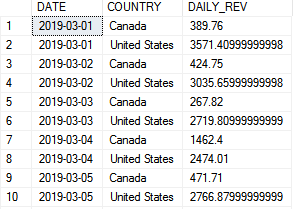 DATE COUNTRY DAILY_REV
1 2019-03-01 Canada 389.76
2 2019-03-01 United States 3571.40999999998
3 2019-03-02 Canada 424.75
4 2019-03-02 United States 3035.65999999998
5 2019-03-03 Canada 267.82
6 2019-03-03 United States 2719.80999999999
7 2019-03-04 Canada 1462.4
8 2019-03-04 United States 2474.01
9 2019-03-05 Canada 471.71
10 2019-03-05 United States 2766.87999999999